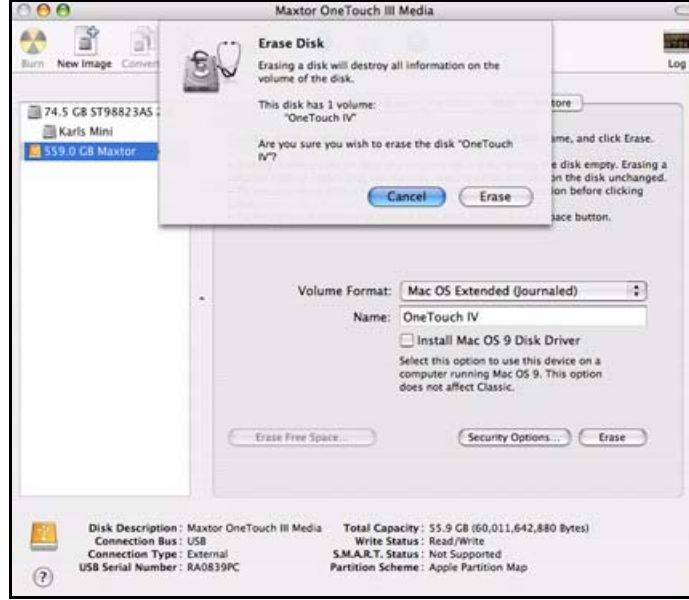 Maxtor OneTouch III Media
Burn New Image Convert
Log
Erase Disk
Erasing a disk will destroy all information on the
volume of the disk.
This disk has 1 volume:
"OneTouch IV"
Are you sure you wish to erase the disk "OneTouch
IV"?
Cancel Erase
74.5 GB ST98823AS
Karls Mini
559.0 GB Maxtor
tore
ame, and click Erase.
e disk empty. Erasing a
on the disk unchanged.
ion before clicking
pace button.
Volume Format: Mac OS Extended (Journaled)
Name: OneTouch IV
Install Mac OS 9 Disk Driver
Select this option to use this device on a
computer running Mac OS 9. This option
does not affect Classic.
Erase Free Space... Security Options... Erase
Disk Description : Maxtor OneTouch III Media Total Capacity : 55.9 GB (60,011,642,880 Bytes)
Connection Bus : USB Write Status : Read/Write
Connection Type : External S.M.A.R.T. Status : Not Supported
USB Serial Number : RA0839PC Partition Scheme : Apple Partition Map
?